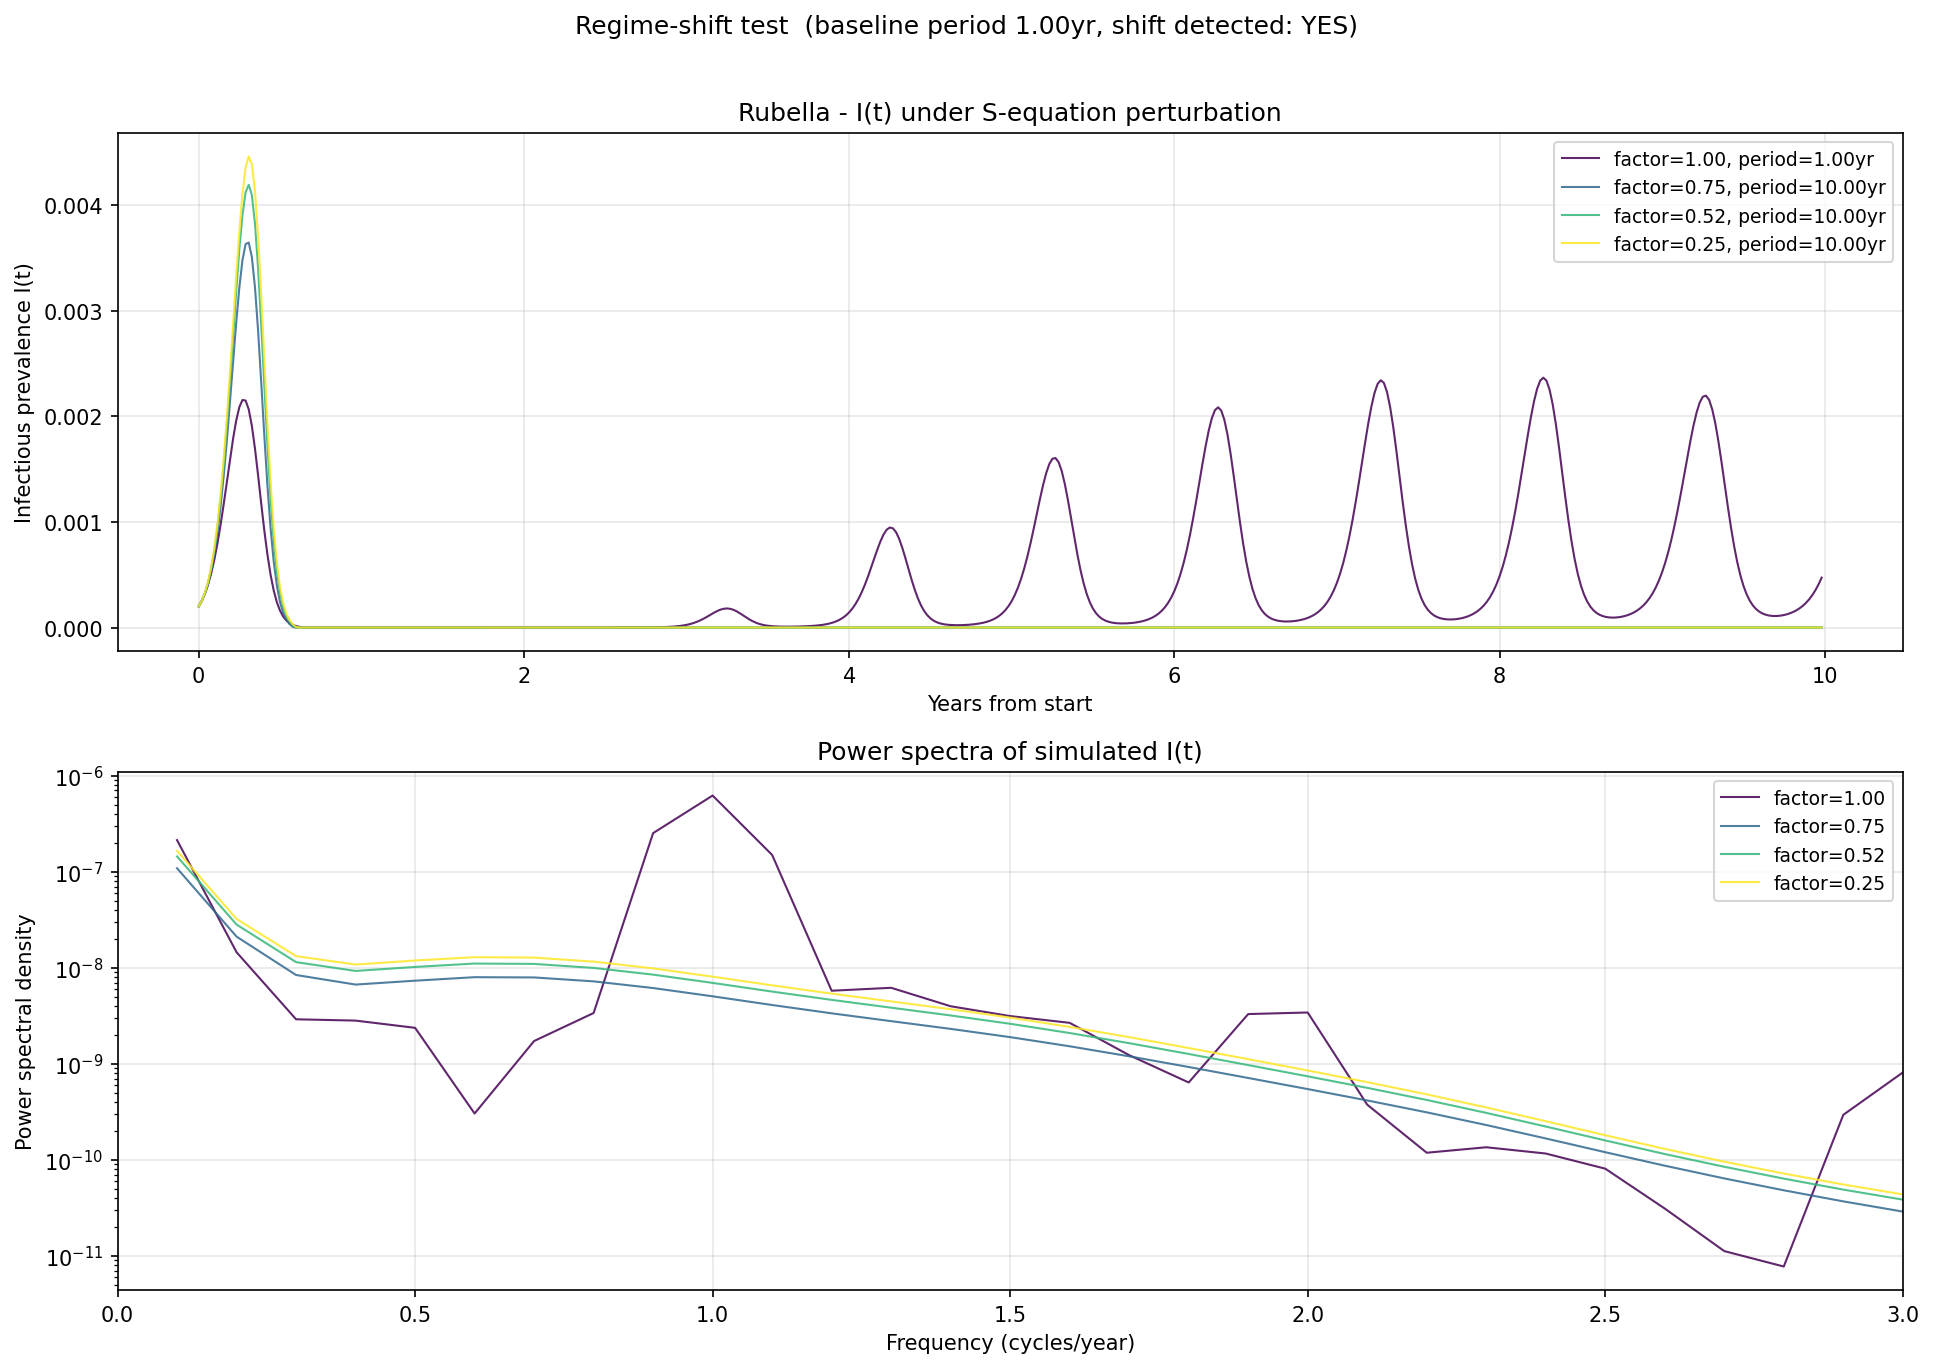 Regime-shift test  (baseline period 1.00yr, shift detected: YES)
Rubella - I(t) under S-equation perturbation
Infectious prevalence I(t)
0.004
0.003
0.002
0.001
0.000
factor=1.00, period=1.00yr
factor=0.75, period=10.00yr
factor=0.52, period=10.00yr
factor=0.25, period=10.00yr
0 2 4 6 8 10
Years from start
Power spectra of simulated I(t)
Power spectral density
10⁻⁶
10⁻⁷
10⁻⁸
10⁻⁹
10⁻¹⁰
10⁻¹¹
factor=1.00
factor=0.75
factor=0.52
factor=0.25
0.0 0.5 1.0 1.5 2.0 2.5 3.0
Frequency (cycles/year)